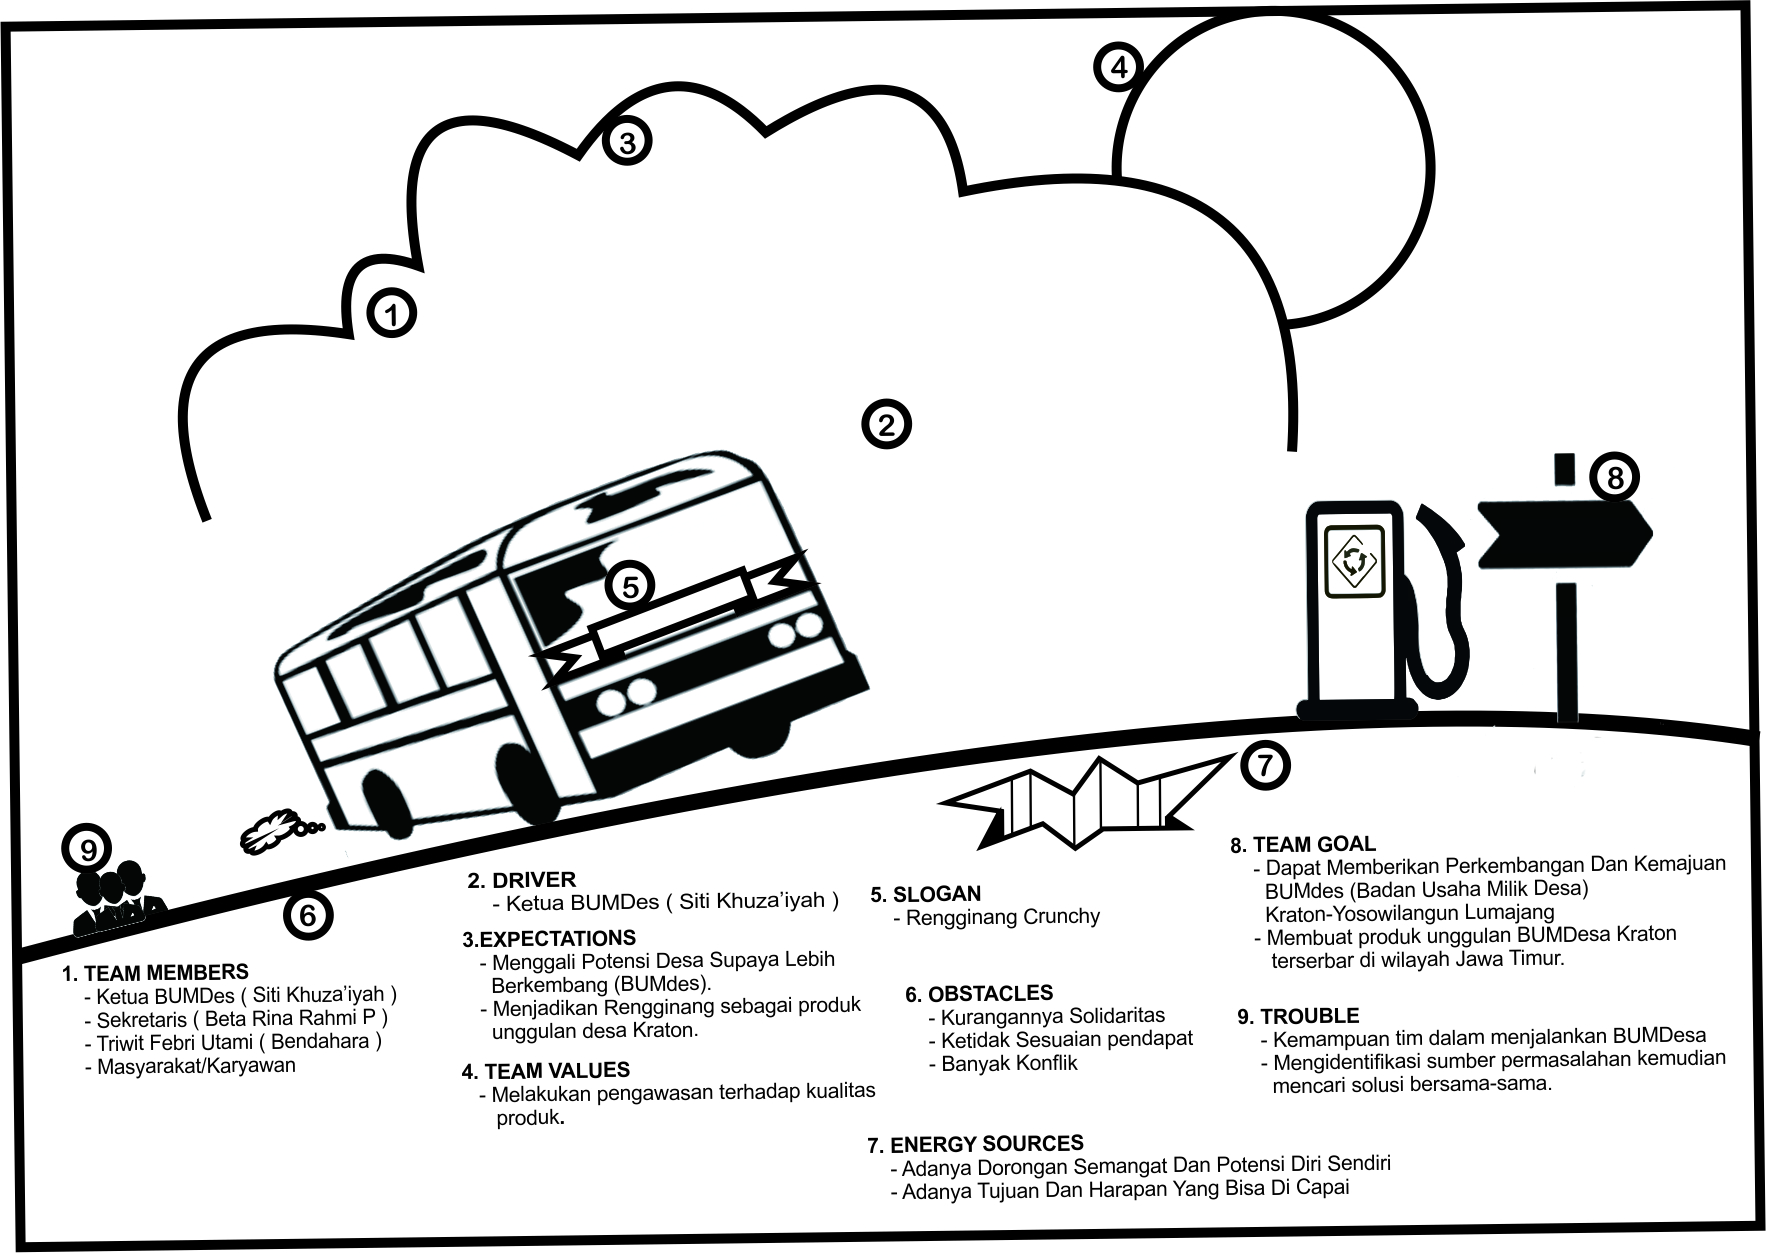 4
3
1
2
8
5
7
9
6
1. TEAM MEMBERS
- Ketua BUMDes ( Siti Khuza'iyah )
- Sekretaris ( Beta Rina Rahmi P )
- Triwit Febri Utami ( Bendahara )
- Masyarakat/Karyawan
2. DRIVER
- Ketua BUMDes ( Siti Khuza'iyah )
3.EXPECTATIONS
- Menggali Potensi Desa Supaya Lebih
Berkembang (BUMdes).
- Menjadikan Rengginang sebagai produk
unggulan desa Kraton.
4. TEAM VALUES
- Melakukan pengawasan terhadap kualitas
produk.
5. SLOGAN
- Rengginang Crunchy
6. OBSTACLES
- Kurangannya Solidaritas
- Ketidak Sesuaian pendapat
- Banyak Konflik
7. ENERGY SOURCES
- Adanya Dorongan Semangat Dan Potensi Diri Sendiri
- Adanya Tujuan Dan Harapan Yang Bisa Di Capai
8. TEAM GOAL
- Dapat Memberikan Perkembangan Dan Kemajuan
BUMdes (Badan Usaha Milik Desa)
Kraton-Yosowilangun Lumajang
- Membuat produk unggulan BUMDesa Kraton
terserbar di wilayah Jawa Timur.
9. TROUBLE
- Kemampuan tim dalam menjalankan BUMDesa
- Mengidentifikasi sumber permasalahan kemudian
mencari solusi bersama-sama.